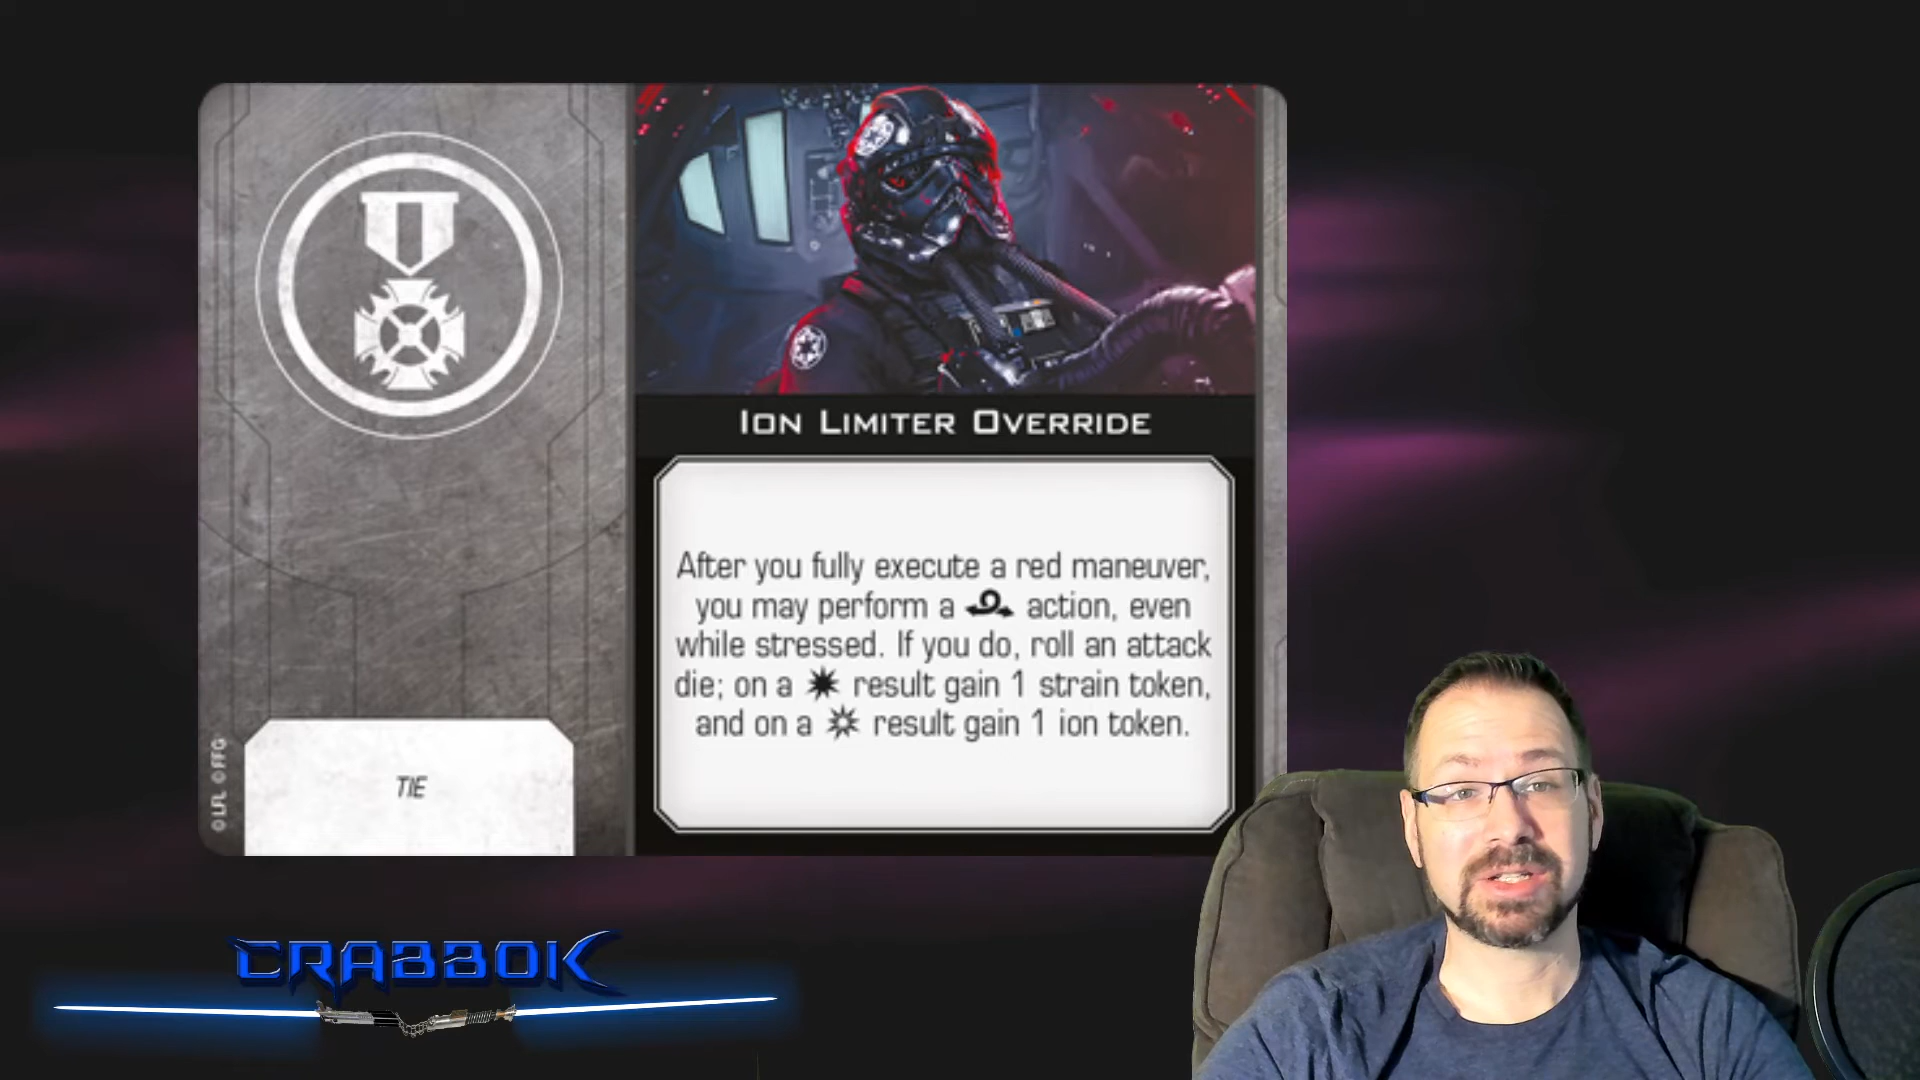 Ion Limiter Override
After you fully execute a red maneuver,
you may perform a action, even
while stressed. If you do, roll an attack
die; on a result gain 1 strain token,
and on a result gain 1 ion token.
TIE
©LFL ©FFG
CRABBOK